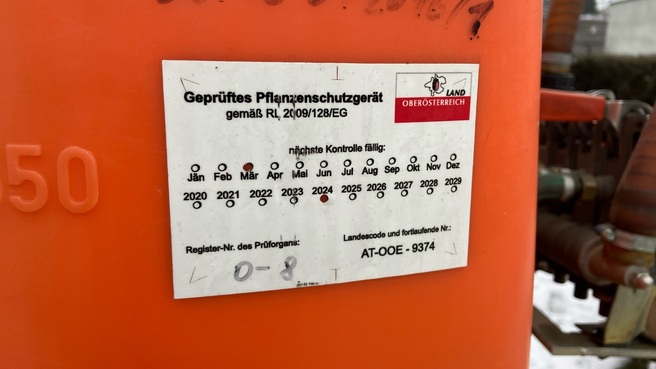 LAND
OBERÖSTERREICH
Geprüftes Pflanzenschutzgerät
gemäß RL 2009/128/EG
nächste Kontrolle fällig:
Jän Feb Mär Apr Mai Jun Jul Aug Sep Okt Nov Dez
2020 2021 2022 2023 2024 2025 2026 2027 2028 2029
Register-Nr. des Prüforgans:
O-8
Landescode und fortlaufende Nr.:
AT-OOE - 9374